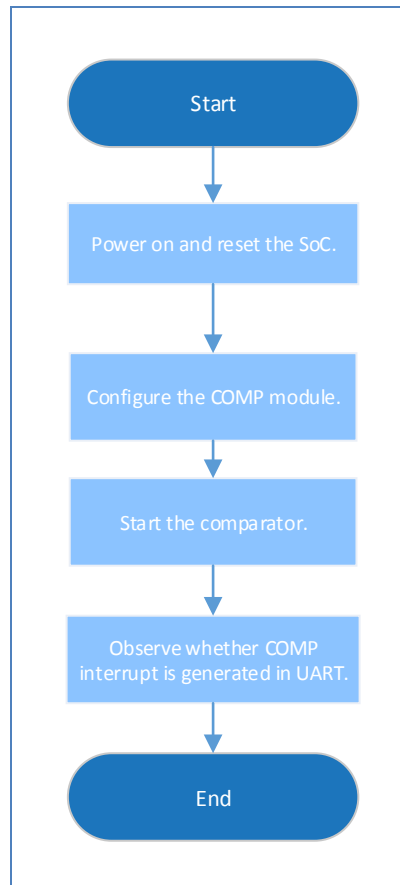 Start
Power on and reset the SoC.
Configure the COMP module.
Start the comparator.
Observe whether COMP
interrupt is generated in UART.
End